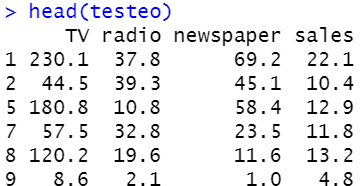 > head(testeo)
TV radio newspaper sales
1 230.1 37.8 69.2 22.1
2 44.5 39.3 45.1 10.4
5 180.8 10.8 58.4 12.9
7 57.5 32.8 23.5 11.8
8 120.2 19.6 11.6 13.2
9 8.6 2.1 1.0 4.8